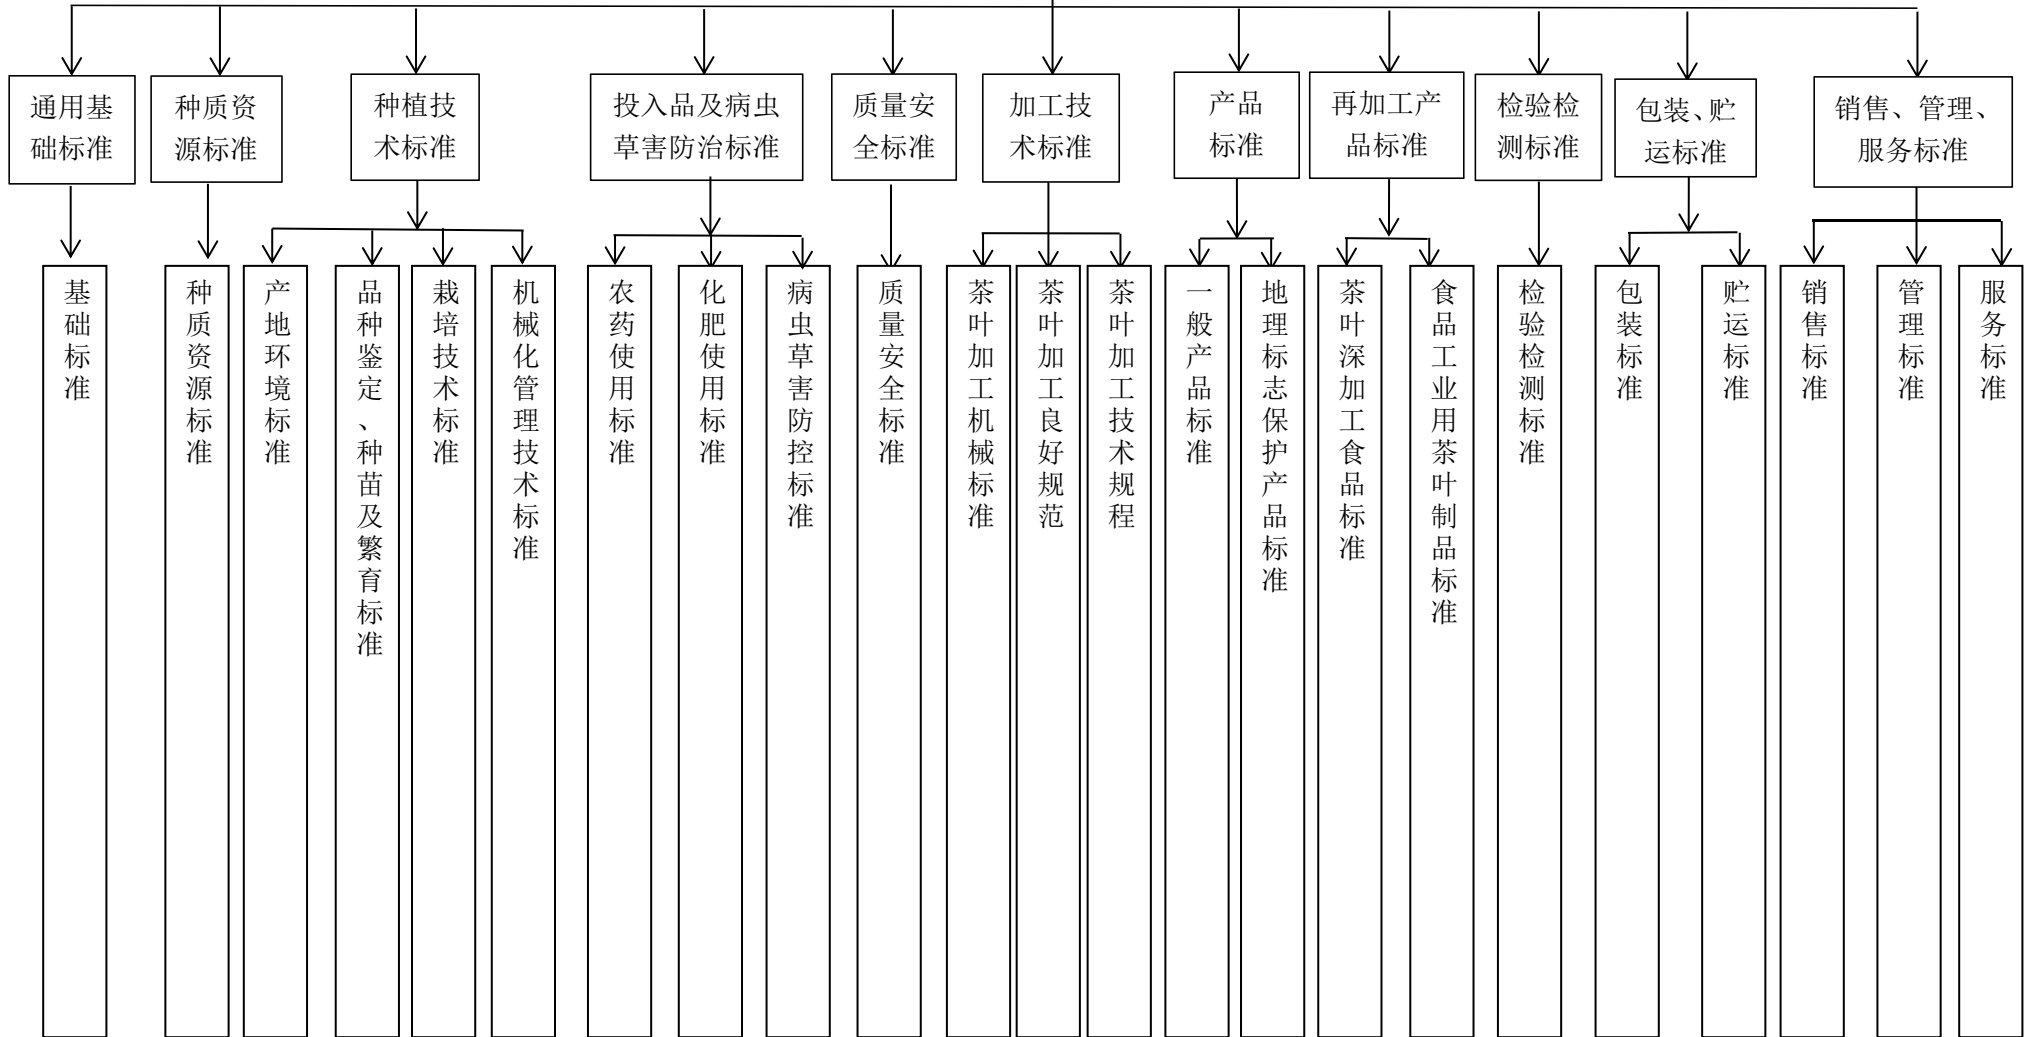 通用基
础标准
种质资
源标准
种植技
术标准
投入品及病虫
草害防治标准
质量安
全标准
加工技
术标准
产品
标准
再加工产
品标准
检验检
测标准
包装、贮
运标准
销售、管理、
服务标准
基础标准
种质资源标准
产地环境标准
品种鉴定、种苗及繁育标准
栽培技术标准
机械化管理技术标准
农药使用标准
化肥使用标准
病虫草害防控标准
质量安全标准
茶叶加工机械标准
茶叶加工良好规范
茶叶加工技术规程
一般产品标准
地理标志保护产品标准
茶叶深加工食品标准
食品工业用茶叶制品标准
检验检测标准
包装标准
贮运标准
销售标准
管理标准
服务标准